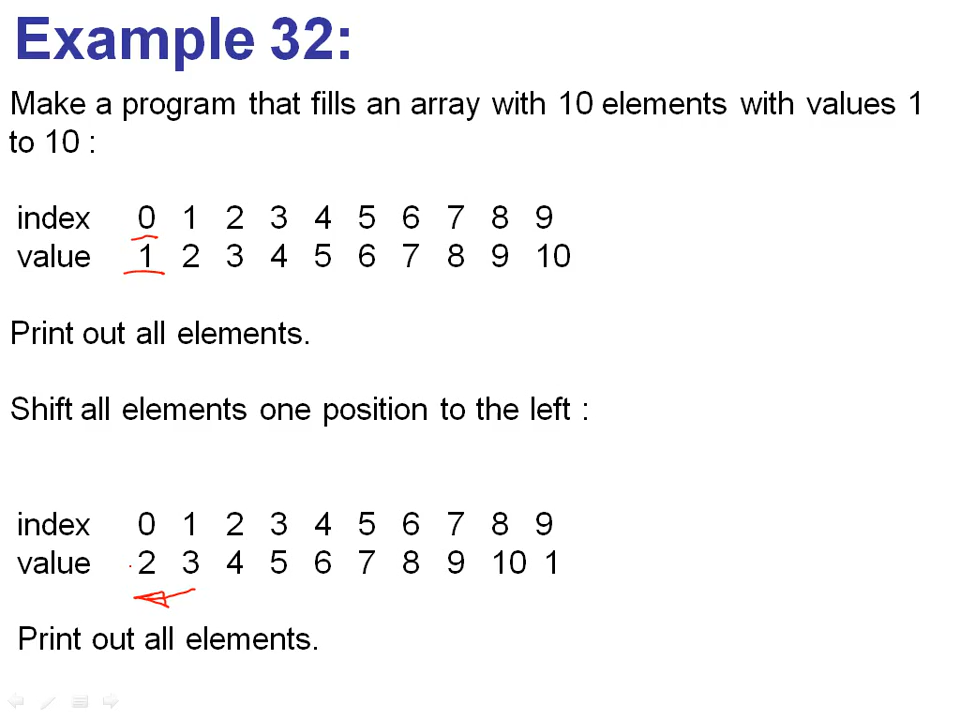 Example 32:
Make a program that fills an array with 10 elements with values 1
to 10 :
index 0 1 2 3 4 5 6 7 8 9
value 1 2 3 4 5 6 7 8 9 10
Print out all elements.
Shift all elements one position to the left :
index 0 1 2 3 4 5 6 7 8 9
value 2 3 4 5 6 7 8 9 10 1
Print out all elements.